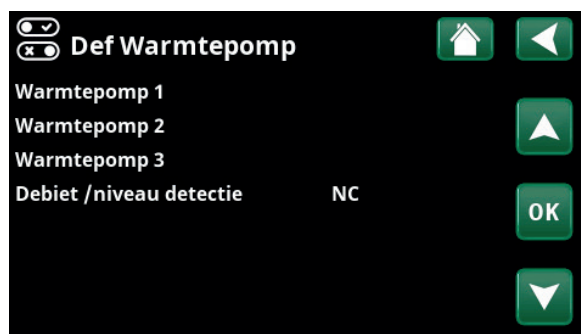 Def Warmtepomp
Warmtepomp 1
Warmtepomp 2
Warmtepomp 3
Debiet /niveau detectie NC
OK